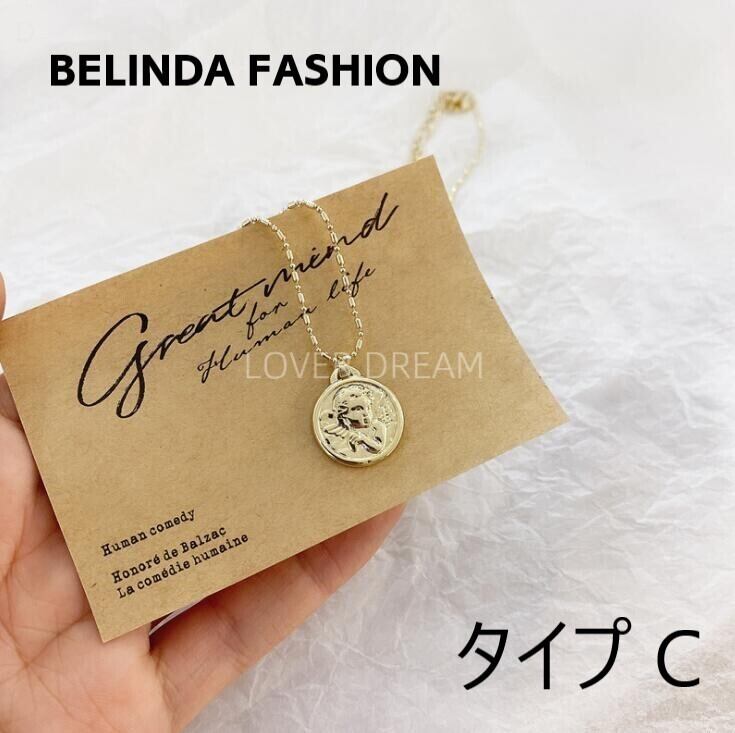 BELINDA FASHION
Great mind
for
Human life
LOVER DREAM
Human comedy
Honoré de Balzac
La comédie humaine
タイプ C